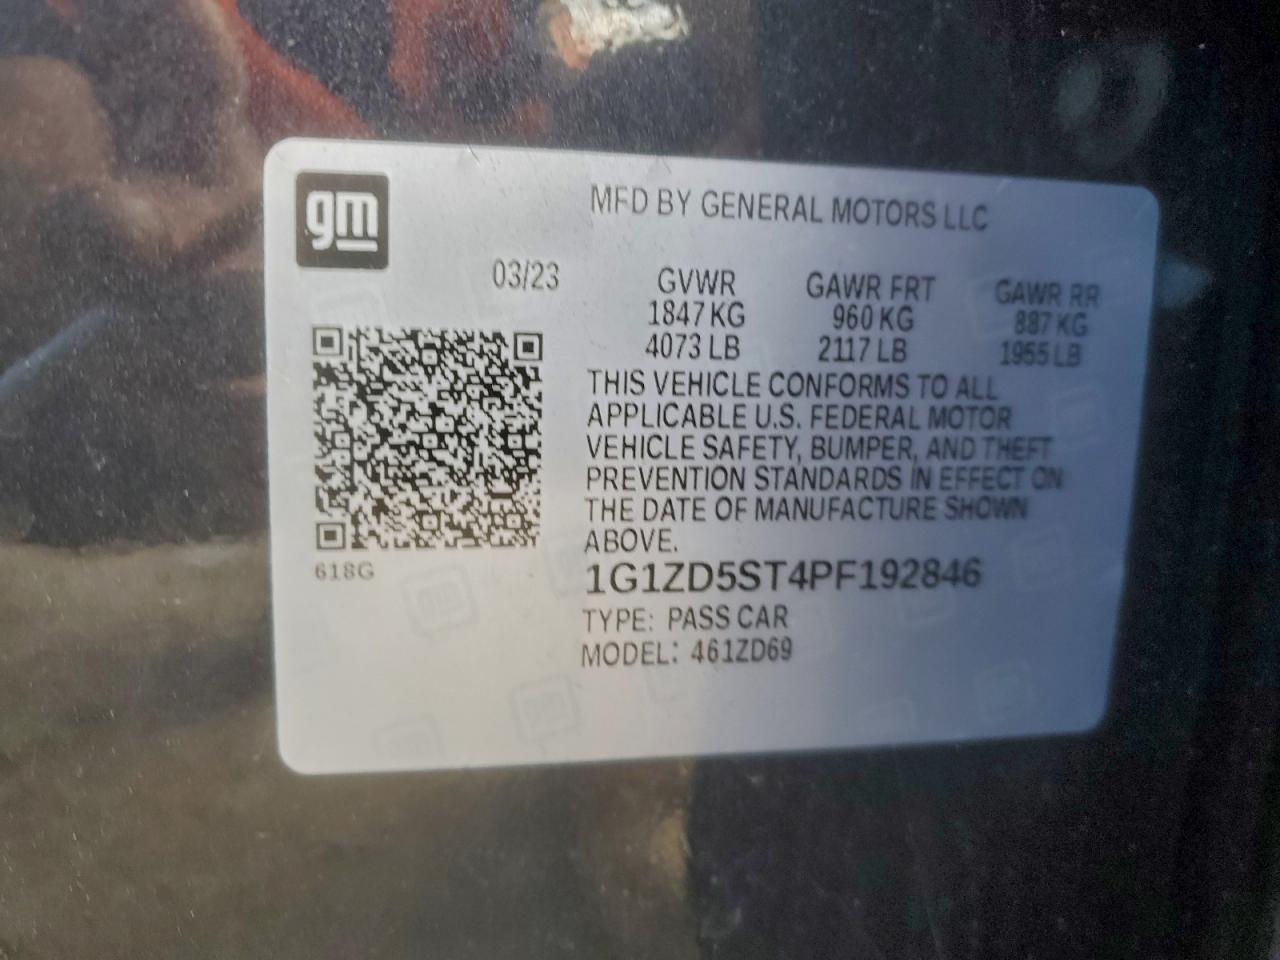 gm
MFD BY GENERAL MOTORS LLC
03/23 GVWR GAWR FRT GAWR RR
1847 KG 960 KG 887 KG
4073 LB 2117 LB 1955 LB
THIS VEHICLE CONFORMS TO ALL
APPLICABLE U.S. FEDERAL MOTOR
VEHICLE SAFETY, BUMPER, AND THEFT
PREVENTION STANDARDS IN EFFECT ON
THE DATE OF MANUFACTURE SHOWN
ABOVE.
618G
1G1ZD5ST4PF192846
TYPE: PASS CAR
MODEL: 461ZD69